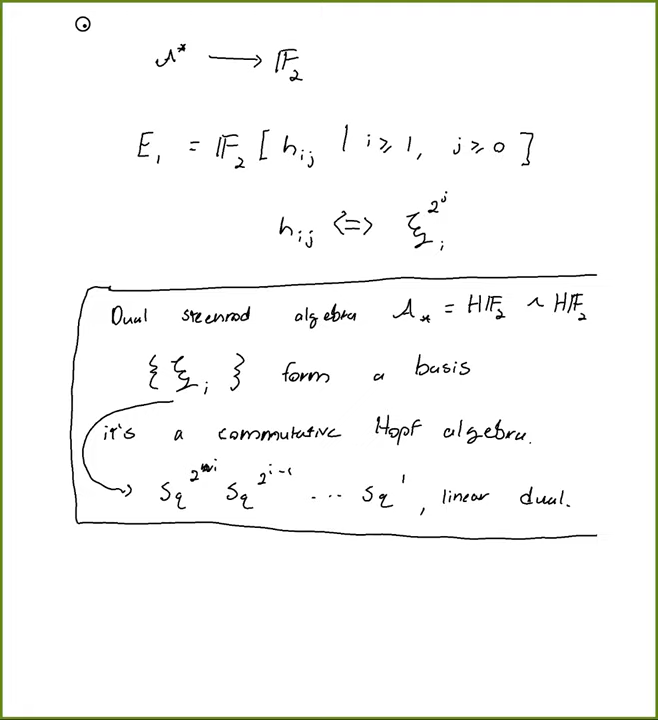 ⊙
A* ⟶ 𝔽₂
E₁ = 𝔽₂ [ h_{ij} | i ≥ 1, j ≥ 0 ]
h_{ij} ⟺ ξ_i^{2^j}
Dual steenrod algebra A_* = H𝔽₂ ∧ H𝔽₂
{ ξ_i } form a basis
it's a commutative Hopf algebra.
Sq^{2^i} Sq^{2^{i-1}} ... Sq^1, linear dual.